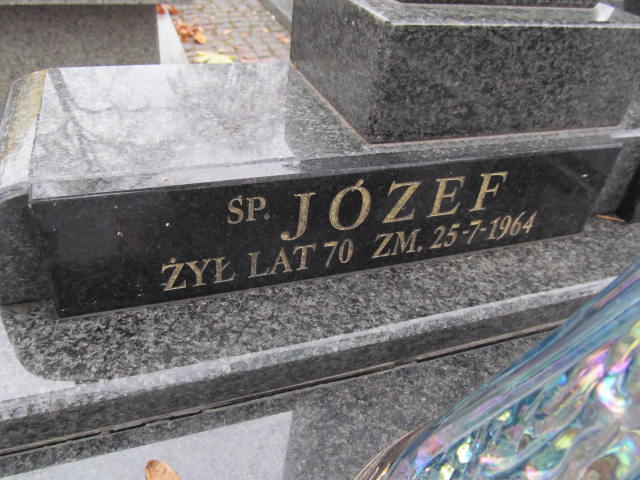 SP. JÓZEF
ŻYŁ LAT 70 ZM. 25-7-1964